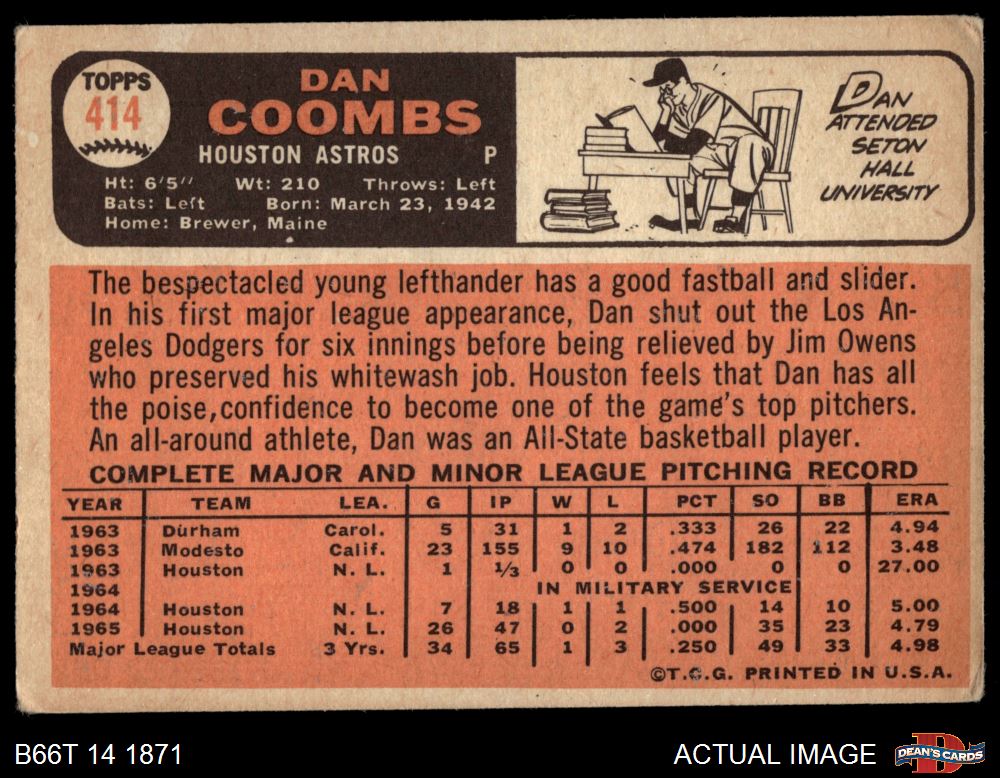 TOPPS
414
DAN
COOMBS
HOUSTON ASTROS P
Ht: 6'5" Wt: 210 Throws: Left
Bats: Left Born: March 23, 1942
Home: Brewer, Maine
DAN
ATTENDED
SETON
HALL
UNIVERSITY
The bespectacled young lefthander has a good fastball and slider.
In his first major league appearance, Dan shut out the Los An-
geles Dodgers for six innings before being relieved by Jim Owens
who preserved his whitewash job. Houston feels that Dan has all
the poise, confidence to become one of the game's top pitchers.
An all-around athlete, Dan was an All-State basketball player.
COMPLETE MAJOR AND MINOR LEAGUE PITCHING RECORD
YEAR TEAM LEA. G IP W L PCT SO BB ERA
1963 Durham Carol. 5 31 1 2 .333 26 22 4.94
1963 Modesto Calif. 23 155 9 10 .474 182 112 3.48
1963 Houston N. L. 1 1/3 0 0 .000 0 0 27.00
1964 IN MILITARY SERVICE
1964 Houston N. L. 7 18 1 1 .500 14 10 5.00
1965 Houston N. L. 26 47 0 2 .000 35 23 4.79
Major League Totals 3 Yrs. 34 65 1 3 .250 49 33 4.98
©T.C.G. PRINTED IN U.S.A.
B66T 14 1871
ACTUAL IMAGE
DEAN'S CARDS